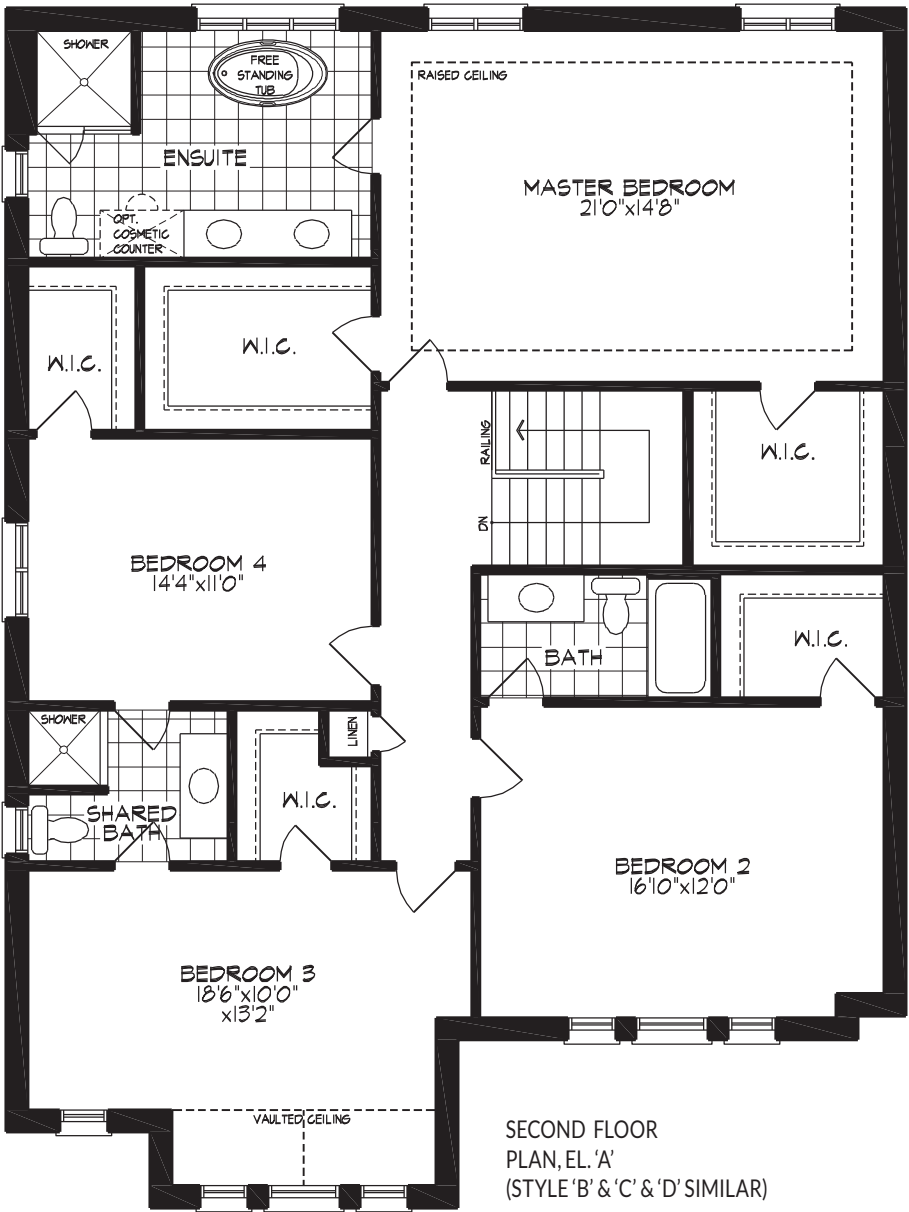 SHOWER
FREE
STANDING
TUB
RAISED CEILING
ENSUITE
MASTER BEDROOM
21'0"x14'8"
OPT.
COSMETIC
COUNTER
W.I.C.
W.I.C.
RAILING
W.I.C.
DN
BEDROOM 4
14'4"x11'0"
BATH
W.I.C.
SHOWER
LINEN
W.I.C.
SHARED
BATH
BEDROOM 2
16'10"x12'0"
BEDROOM 3
18'6"x10'0"
x13'2"
VAULTED CEILING
SECOND FLOOR
PLAN, EL. ‘A’
(STYLE ‘B’ & ‘C’ & ‘D’ SIMILAR)